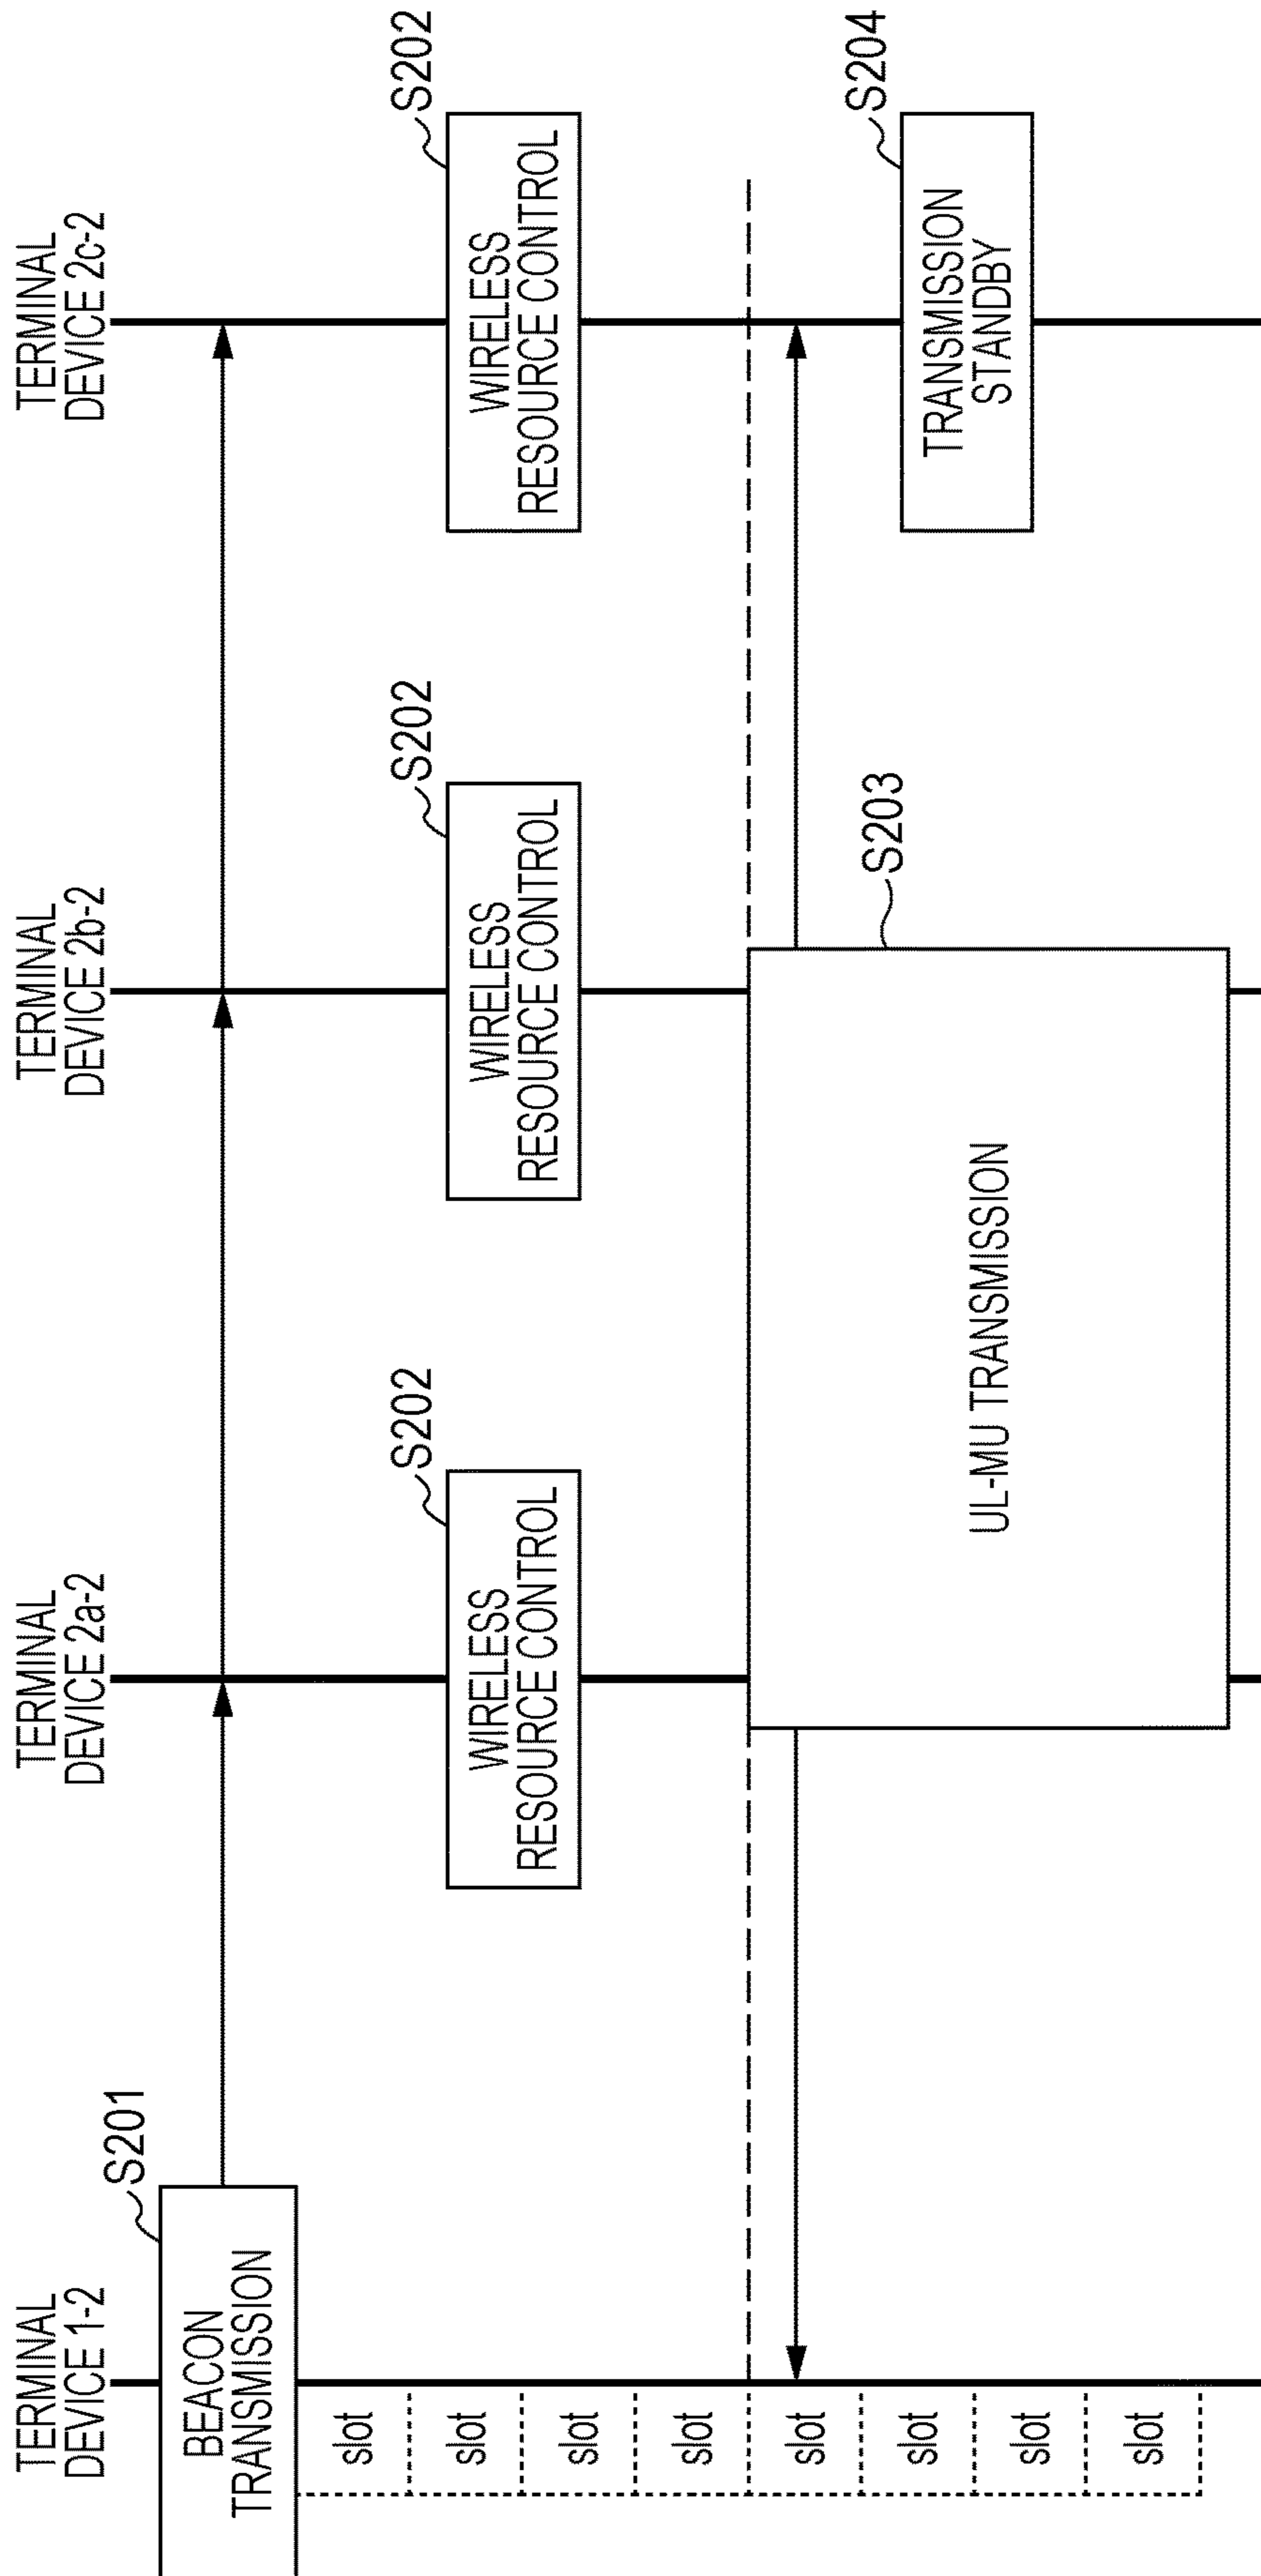 TERMINAL
DEVICE 1-2
TERMINAL
DEVICE 2a-2
TERMINAL
DEVICE 2b-2
TERMINAL
DEVICE 2c-2
S201
BEACON
TRANSMISSION
S202
WIRELESS
RESOURCE CONTROL
S202
WIRELESS
RESOURCE CONTROL
S202
WIRELESS
RESOURCE CONTROL
slot
slot
slot
slot
slot
slot
slot
slot
S203
UL-MU TRANSMISSION
S204
TRANSMISSION
STANDBY